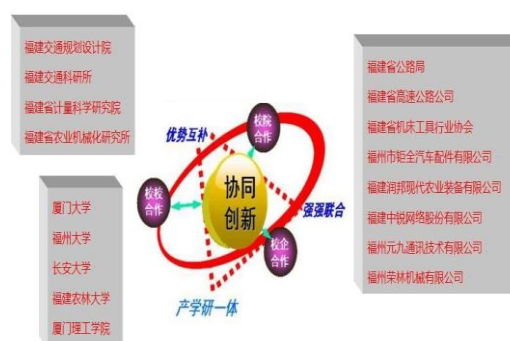 福建交通规划设计院
福建交通科研所
福建省计量科学研究院
福建省农业机械化研究所
厦门大学
福州大学
长安大学
福建农林大学
厦门理工学院
优势互补
校院
合作
校校
合作
协同
创新
强强联合
校企
合作
产学研一体
福建省公路局
福建省高速公路公司
福建省机床工具行业协会
福州市钜全汽车配件有限公司
福建润邦现代农业装备有限公司
福建中锐网络股份有限公司
福州元九通讯技术有限公司
福州荣林机械有限公司